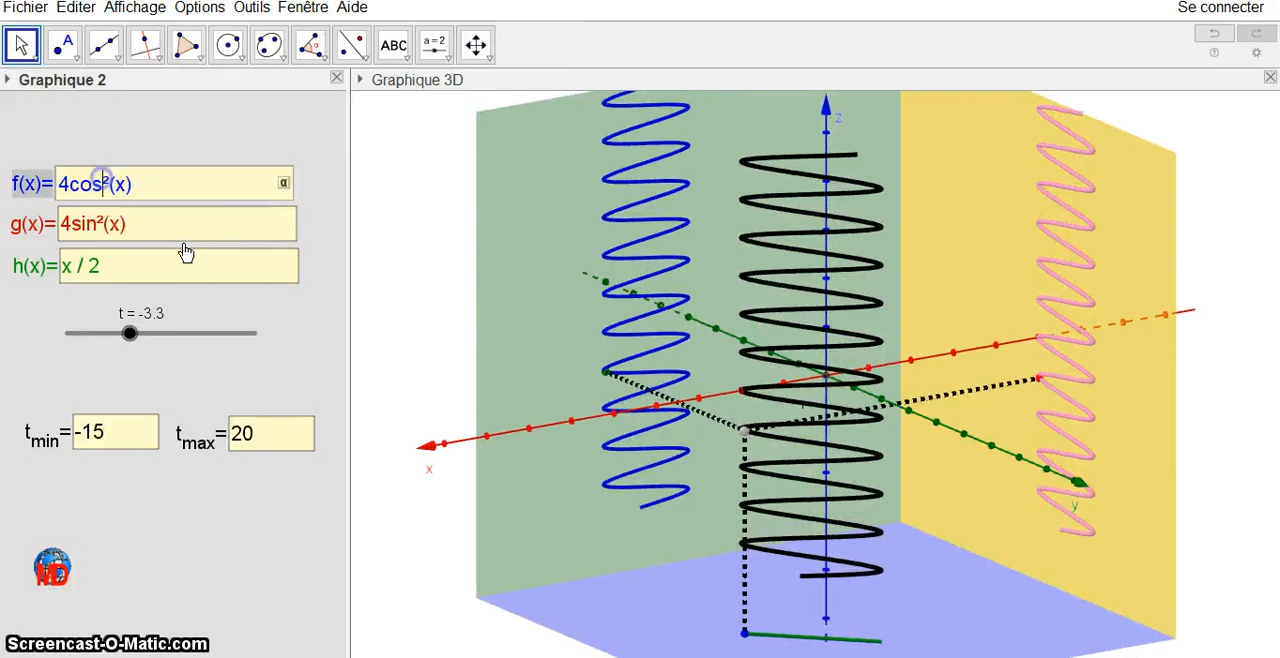 Fichier Editer Affichage Options Outils Fenêtre Aide
Se connecter
ABC
a=2
Graphique 2
Graphique 3D
f(x)= 4cos²(x)
α
g(x)= 4sin²(x)
h(x)= x / 2
t = -3.3
tmin= -15
tmax= 20
z
x
y
MD
Screencast-O-Matic.com